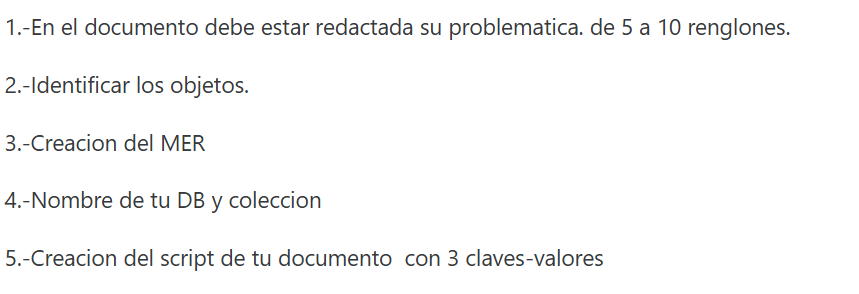 1.-En el documento debe estar redactada su problematica. de 5 a 10 renglones.
2.-Identificar los objetos.
3.-Creacion del MER
4.-Nombre de tu DB y coleccion
5.-Creacion del script de tu documento  con 3 claves-valores